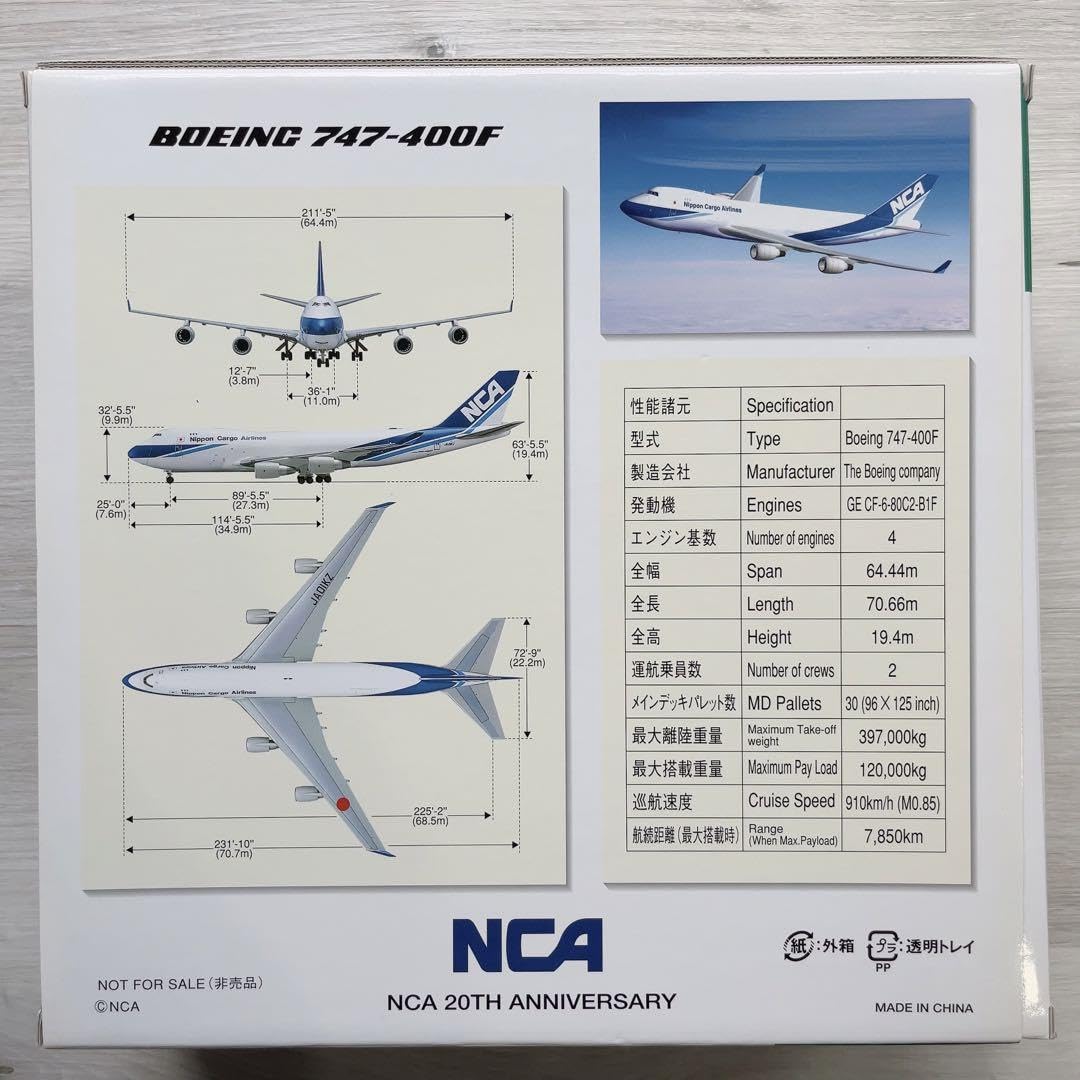 BOEING 747-400F
211'-5"
(64.4m)
12'-7"
(3.8m)
36'-1"
(11.0m)
32'-5.5"
(9.9m)
NCA
Nippon Cargo Airlines
63'-5.5"
(19.4m)
25'-0"
(7.6m)
89'-5.5"
(27.3m)
114'-5.5"
(34.9m)
JA01KZ
72'-9"
(22.2m)
Nippon Cargo Airlines
Nippon Cargo Airlines
225'-2"
(68.5m)
231'-10"
(70.7m)
Nippon Cargo Airlines
NCA
性能諸元 Specification
型式 Type Boeing 747-400F
製造会社 Manufacturer The Boeing company
発動機 Engines GE CF-6-80C2-B1F
エンジン基数 Number of engines 4
全幅 Span 64.44m
全長 Length 70.66m
全高 Height 19.4m
運航乗員数 Number of crews 2
メインデッキパレット数 MD Pallets 30 (96×125 inch)
最大離陸重量 Maximum Take-off weight 397,000kg
最大搭載重量 Maximum Pay Load 120,000kg
巡航速度 Cruise Speed 910km/h (M0.85)
航続距離(最大搭載時) Range (When Max.Payload) 7,850km
NCA
NCA 20TH ANNIVERSARY
NOT FOR SALE(非売品)
©NCA
紙:外箱 プラ:透明トレイ
PP
MADE IN CHINA